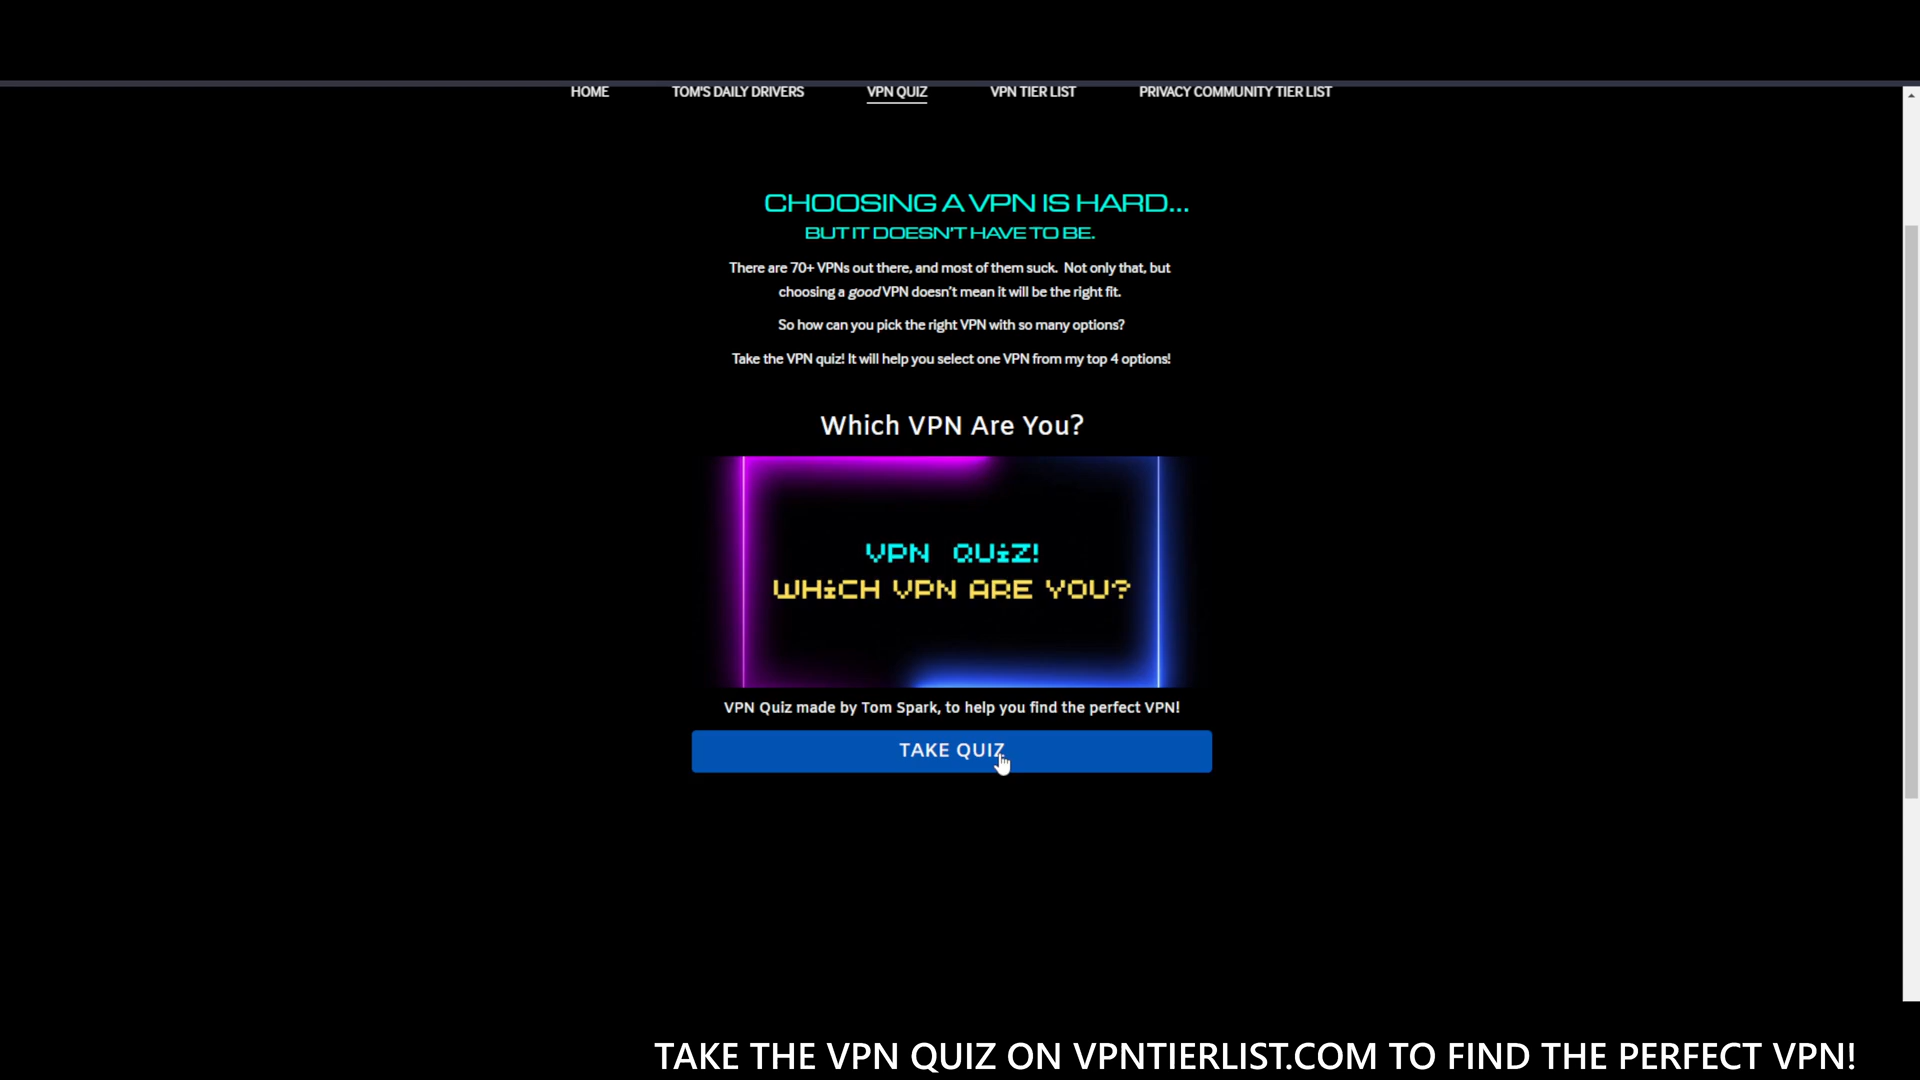 HOME TOM'S DAILY DRIVERS VPN QUIZ VPN TIER LIST PRIVACY COMMUNITY TIER LIST
CHOOSING A VPN IS HARD...
BUT IT DOESN'T HAVE TO BE.
There are 70+ VPNs out there, and most of them suck. Not only that, but
choosing a good VPN doesn't mean it will be the right fit.
So how can you pick the right VPN with so many options?
Take the VPN quiz! It will help you select one VPN from my top 4 options!
Which VPN Are You?
VPN QUiZ!
WHiCH VPN ARE YOU?
VPN Quiz made by Tom Spark, to help you find the perfect VPN!
TAKE QUIZ
TAKE THE VPN QUIZ ON VPNTIERLIST.COM TO FIND THE PERFECT VPN!